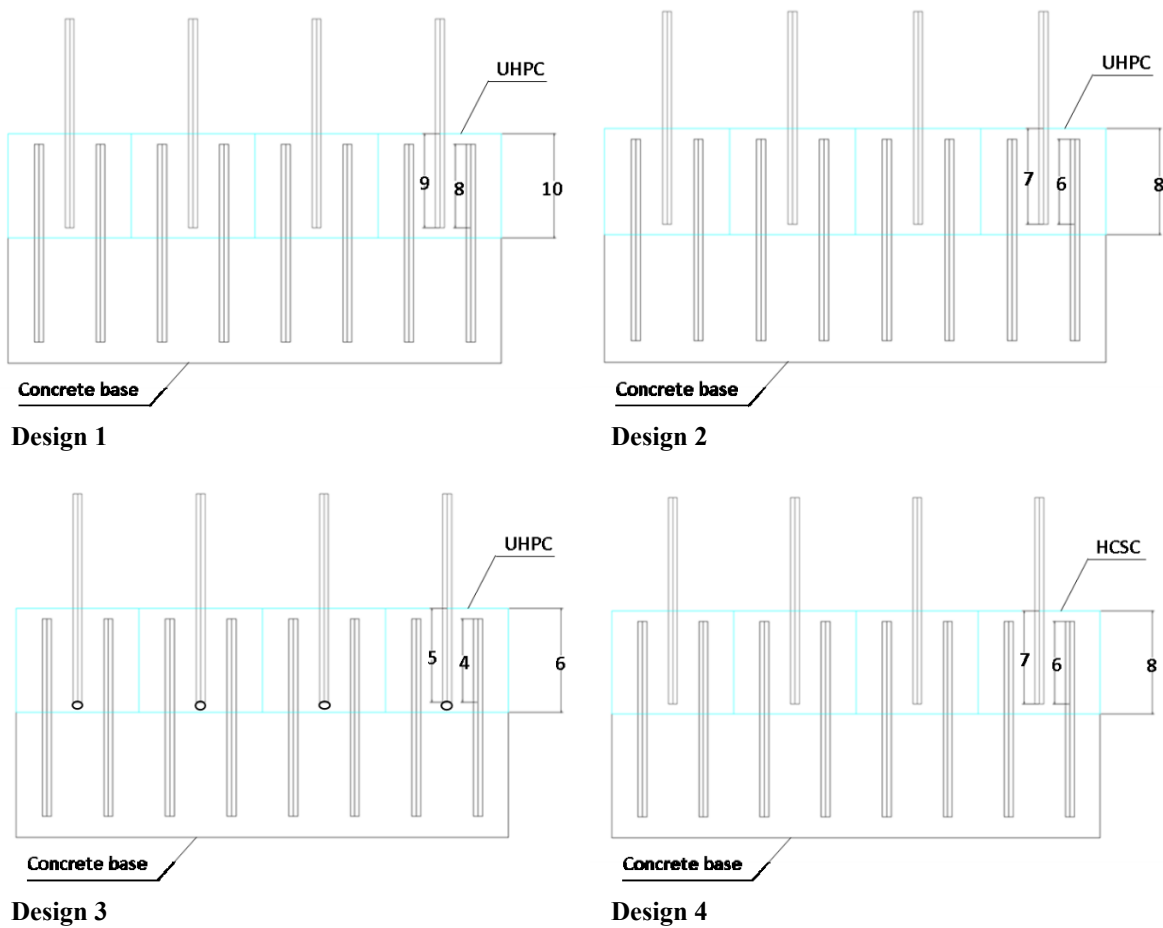 UHPC
9 8 10
Concrete base
Design 1
UHPC
7 6 8
Concrete base
Design 2
UHPC
5 4 6
Concrete base
Design 3
HCSC
7 6 8
Concrete base
Design 4